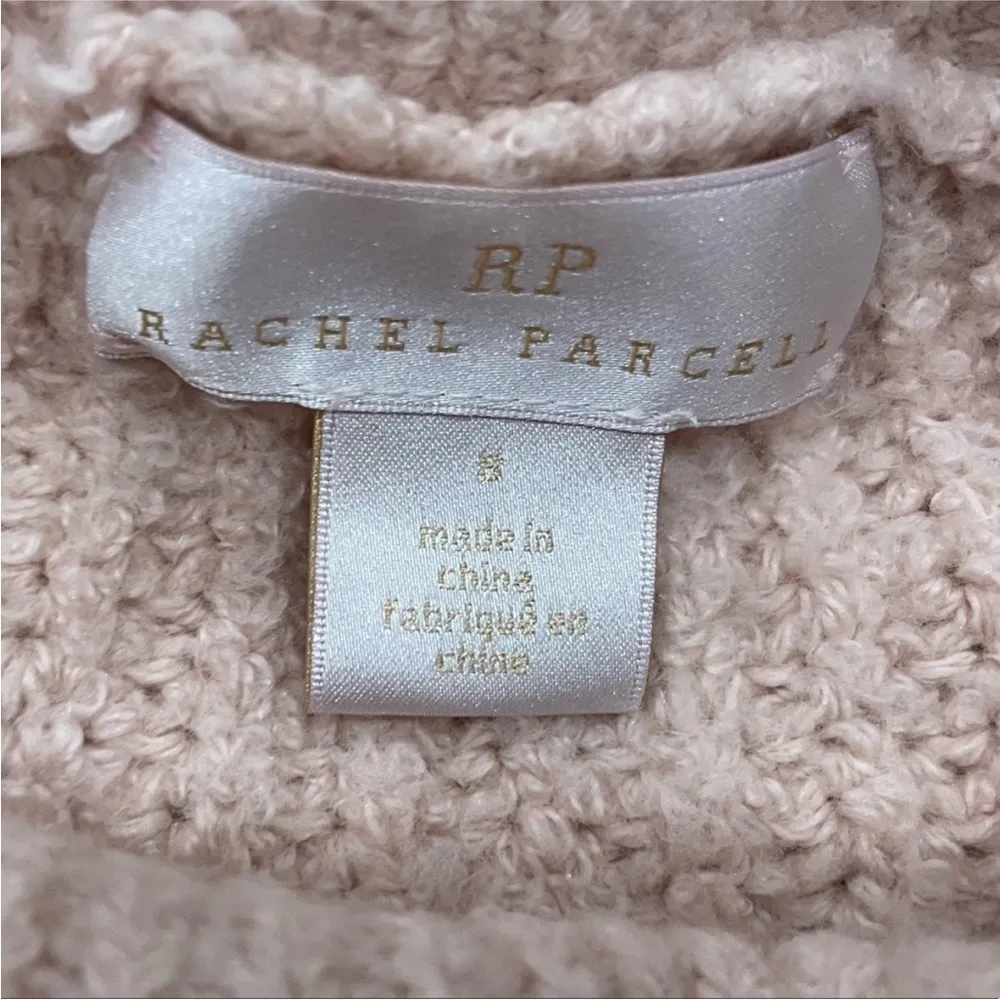 RP
RACHEL PARCELL
S
made in
china
fabriqué en
chine